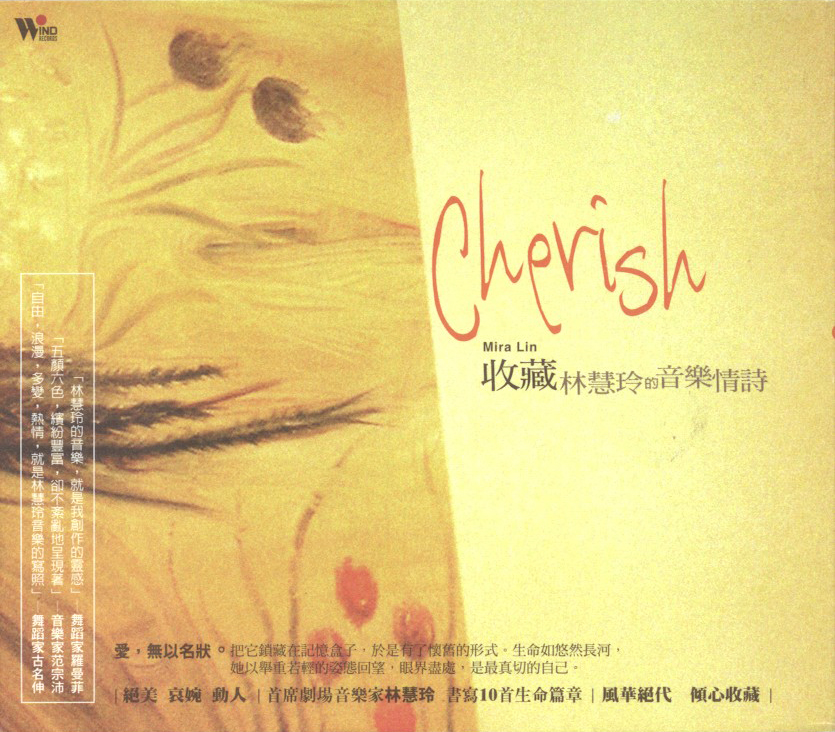 WIND
RECORDS
Cherish
Mira Lin
收藏林慧玲的音樂情詩
「林慧玲的音樂，就是我創作的靈感」—舞蹈家羅曼菲
「五顏六色，繽紛豐富，卻不紊亂地呈現著」—音樂家范宗沛
「自由，浪漫，多變，熱情，就是林慧玲音樂的寫照」—舞蹈家古名伸
愛，無以名狀。把它鎖藏在記憶盒子，於是有了懷舊的形式。生命如悠然長河，
她以舉重若輕的姿態回望，眼界盡處，是最真切的自己。
| 絕美 哀婉 動人 | 首席劇場音樂家林慧玲 書寫10首生命篇章 | 風華絕代 傾心收藏 |